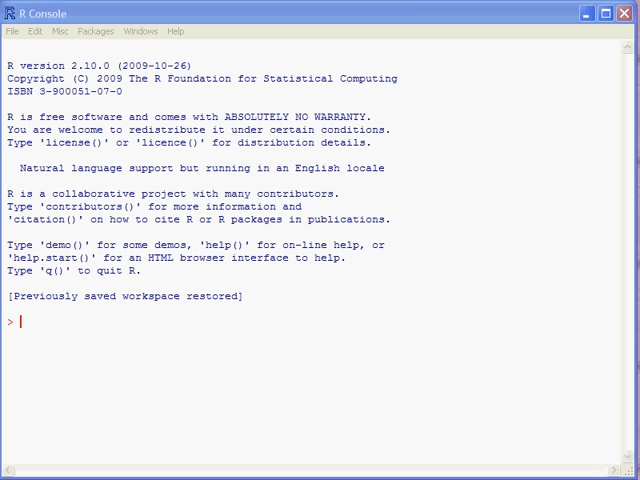 R Console
File Edit Misc Packages Windows Help
R version 2.10.0 (2009-10-26)
Copyright (C) 2009 The R Foundation for Statistical Computing
ISBN 3-900051-07-0
R is free software and comes with ABSOLUTELY NO WARRANTY.
You are welcome to redistribute it under certain conditions.
Type 'license()' or 'licence()' for distribution details.
Natural language support but running in an English locale
R is a collaborative project with many contributors.
Type 'contributors()' for more information and
'citation()' on how to cite R or R packages in publications.
Type 'demo()' for some demos, 'help()' for on-line help, or
'help.start()' for an HTML browser interface to help.
Type 'q()' to quit R.
[Previously saved workspace restored]
>